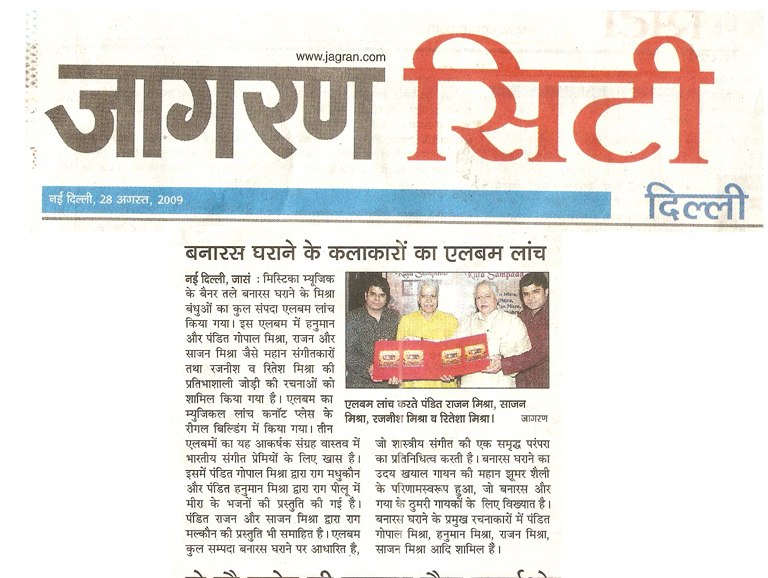 www.jagran.com
जागरण सिटी
नई दिल्ली, 28 अगस्त, 2009
दिल्ली
बनारस घराने के कलाकारों का एलबम लांच
नई दिल्ली, जासं : मिस्टिका म्यूजिक
के बैनर तले बनारस घराने के मिश्रा
बंधुओं का कुल संपदा एलबम लांच
किया गया। इस एलबम में हनुमान
और पंडित गोपाल मिश्रा, राजन और
साजन मिश्रा जैसे महान संगीतकारों
तथा रजनीश व रितेश मिश्रा की
प्रतिभाशाली जोड़ी की रचनाओं को
शामिल किया गया है। एलबम का
म्युजिकल लांच कनॉट प्लेस के
रीगल बिल्डिंग में किया गया। तीन
एलबमों का यह आकर्षक संग्रह वास्तव में
भारतीय संगीत प्रेमियों के लिए खास है।
इसमें पंडित गोपाल मिश्रा द्वारा राग मधुकौन
और पंडित हनुमान मिश्रा द्वारा राग पीलू में
मीरा के भजनों की प्रस्तुति की गई है।
पंडित राजन और साजन मिश्रा द्वारा राग
मल्कौन की प्रस्तुति भी समाहित है। एलबम
कुल सम्पदा बनारस घराने पर आधारित है,
Kula Sampada
एलबम लांच करते पंडित राजन मिश्रा, साजन
मिश्रा, रजनीश मिश्रा व रितेशा मिश्रा। जागरण
जो शास्त्रीय संगीत की एक समृद्ध परंपरा
का प्रतिनिधित्व करती है। बनारस घराने का
उदय खयाल गायन की महान झूमर शैली
के परिणामस्वरूप हुआ, जो बनारस और
गया के ठुमरी गायकों के लिए विख्यात है।
बनारस घराने के प्रमुख रचनाकारों में पंडित
गोपाल मिश्रा, हनुमान मिश्रा, राजन मिश्रा,
साजन मिश्रा आदि शामिल हैं।